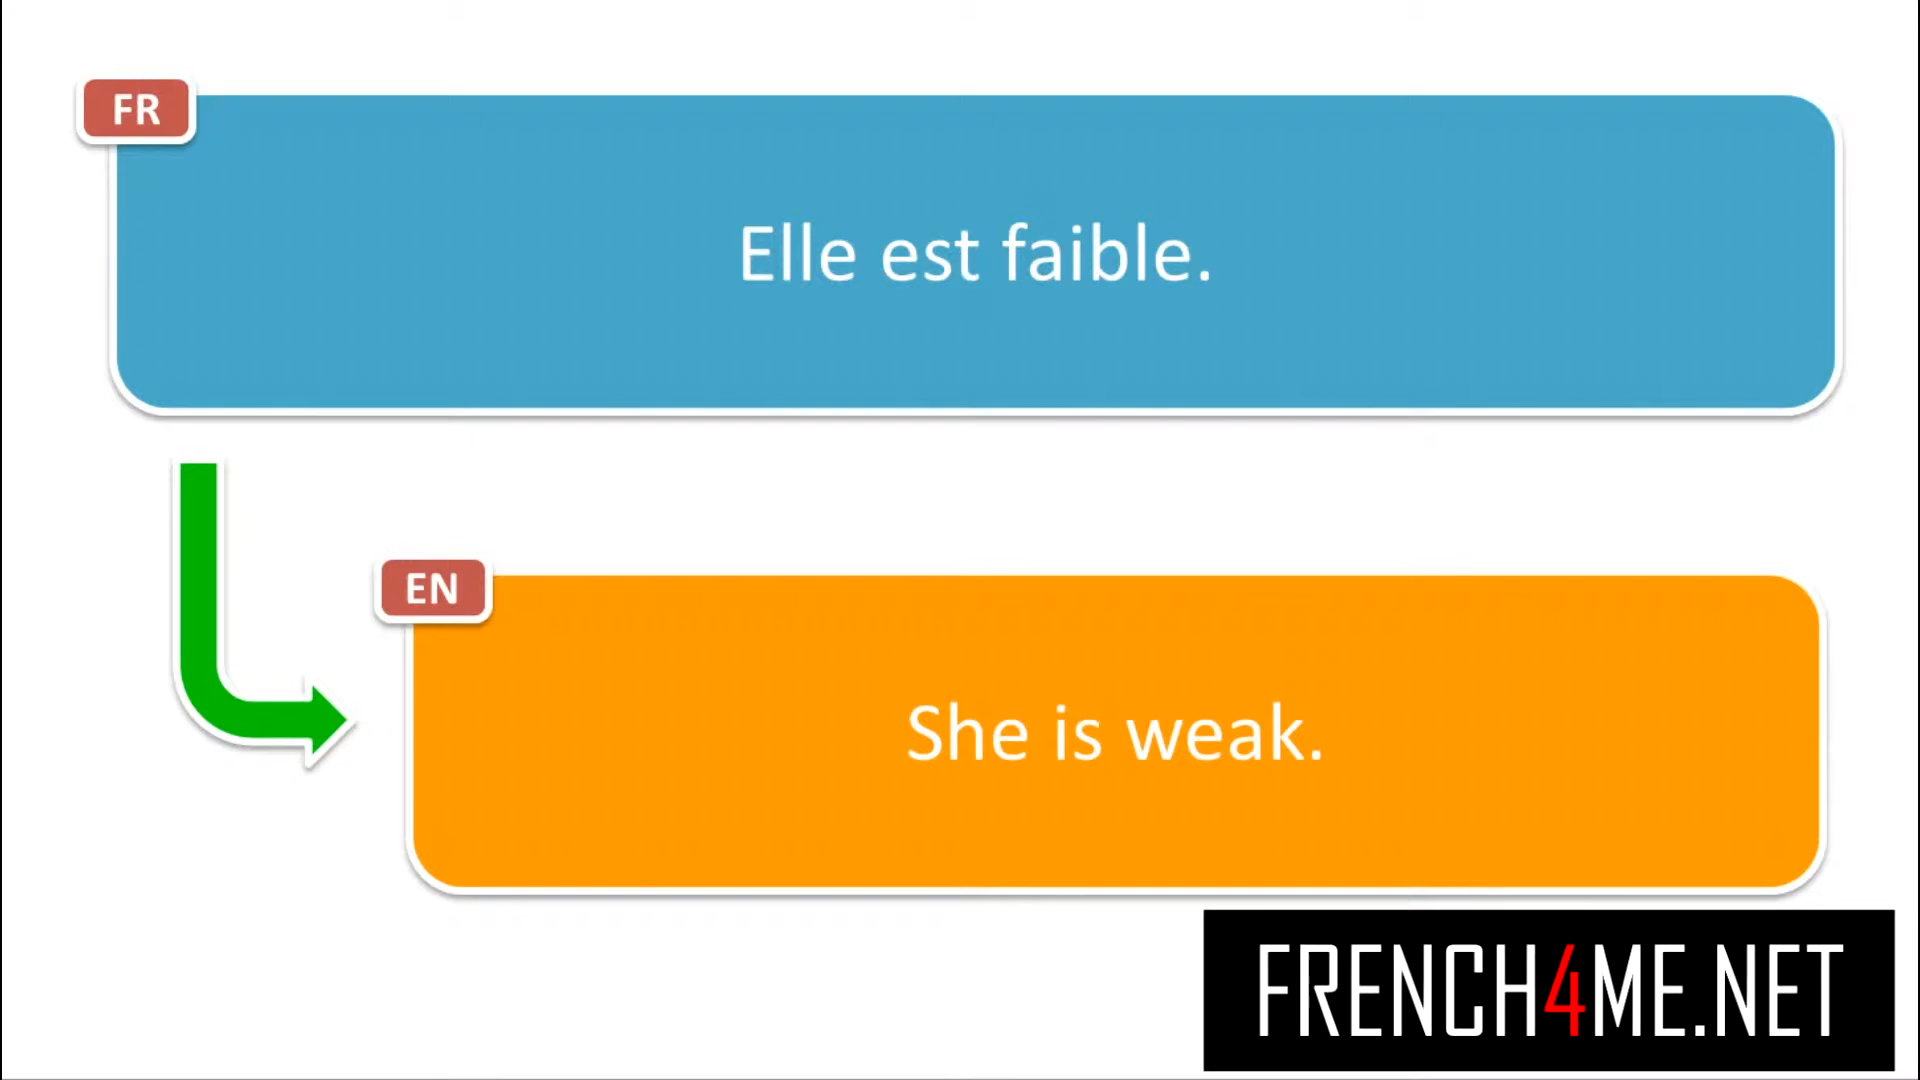 FR
Elle est faible.
EN
She is weak.
FRENCH4ME.NET